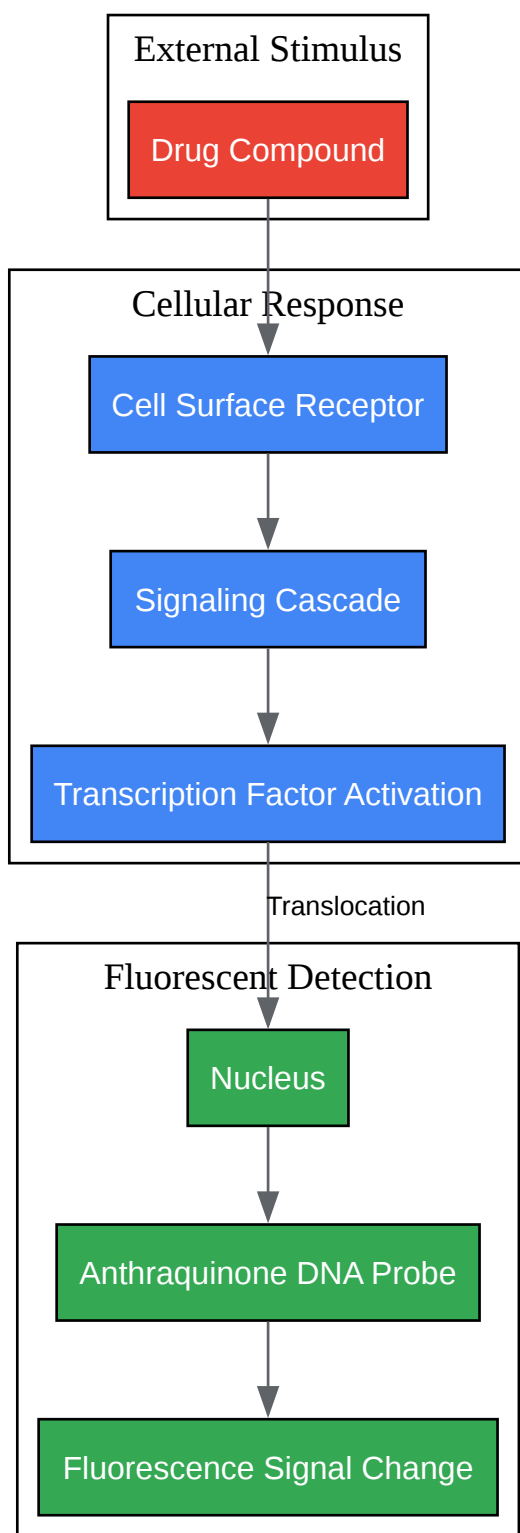 External Stimulus
Drug Compound
Cellular Response
Cell Surface Receptor
Signaling Cascade
Transcription Factor Activation
Translocation
Fluorescent Detection
Nucleus
Anthraquinone DNA Probe
Fluorescence Signal Change